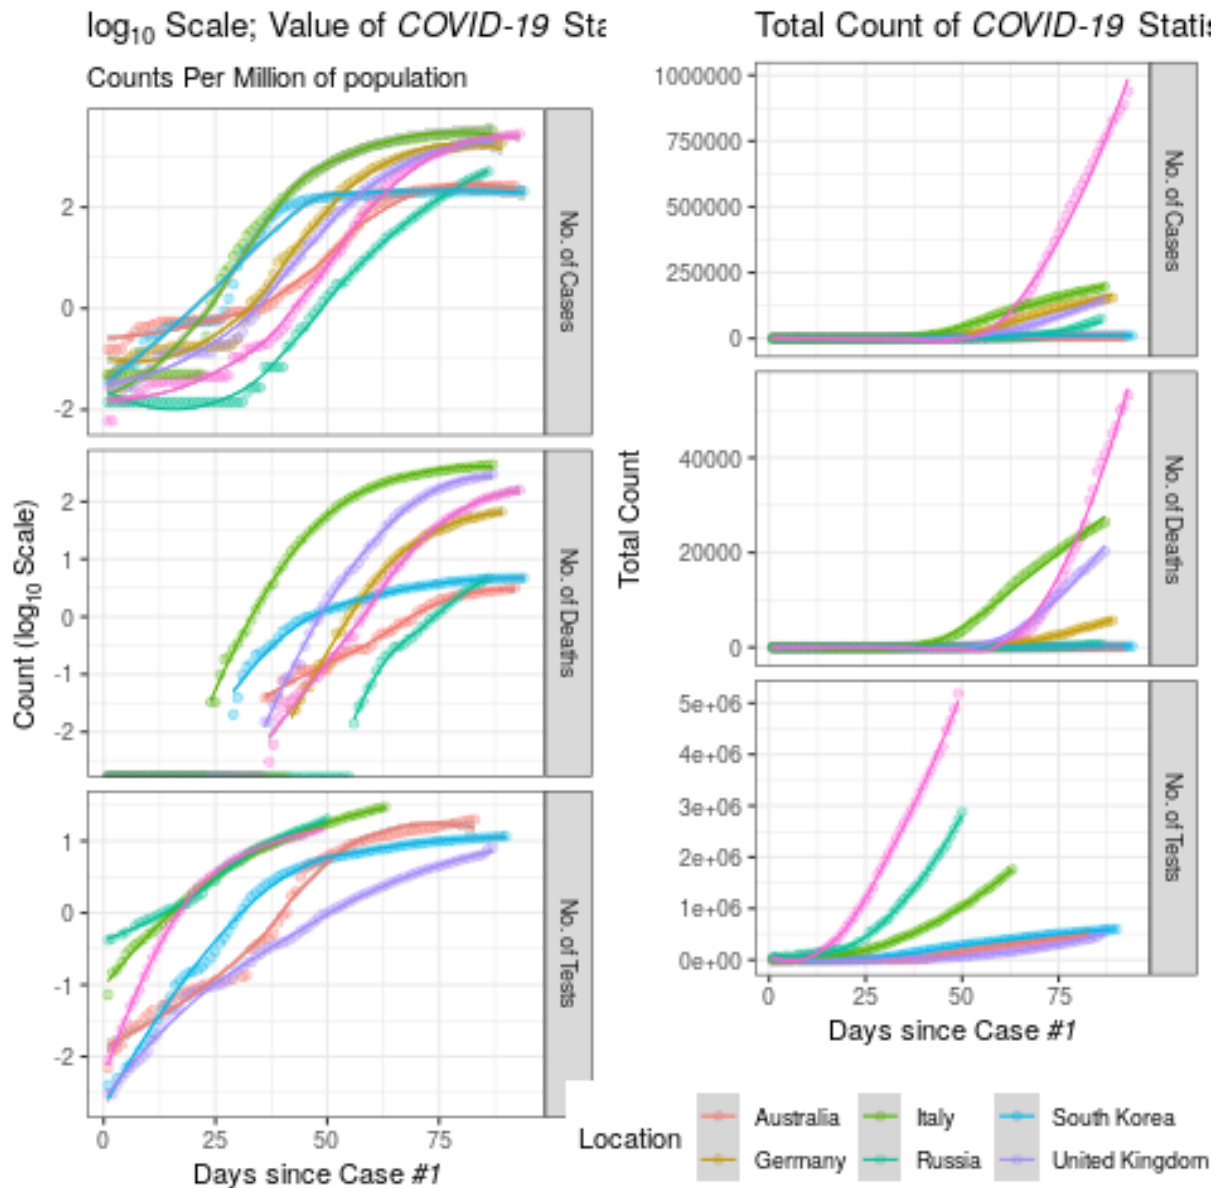 log10 Scale; Value of COVID-19 Sta
Counts Per Million of population
Count (log10 Scale)
2
0
-2
No. of Cases
2
1
0
-1
-2
No. of Deaths
1
0
-1
-2
No. of Tests
0
25
50
75
Days since Case #1
Total Count of COVID-19 Statis
Total Count
1000000
750000
500000
250000
0
No. of Cases
40000
20000
0
No. of Deaths
5e+06
4e+06
3e+06
2e+06
1e+06
0e+00
No. of Tests
0
25
50
75
Days since Case #1
Location
Australia
Italy
South Korea
Germany
Russia
United Kingdom